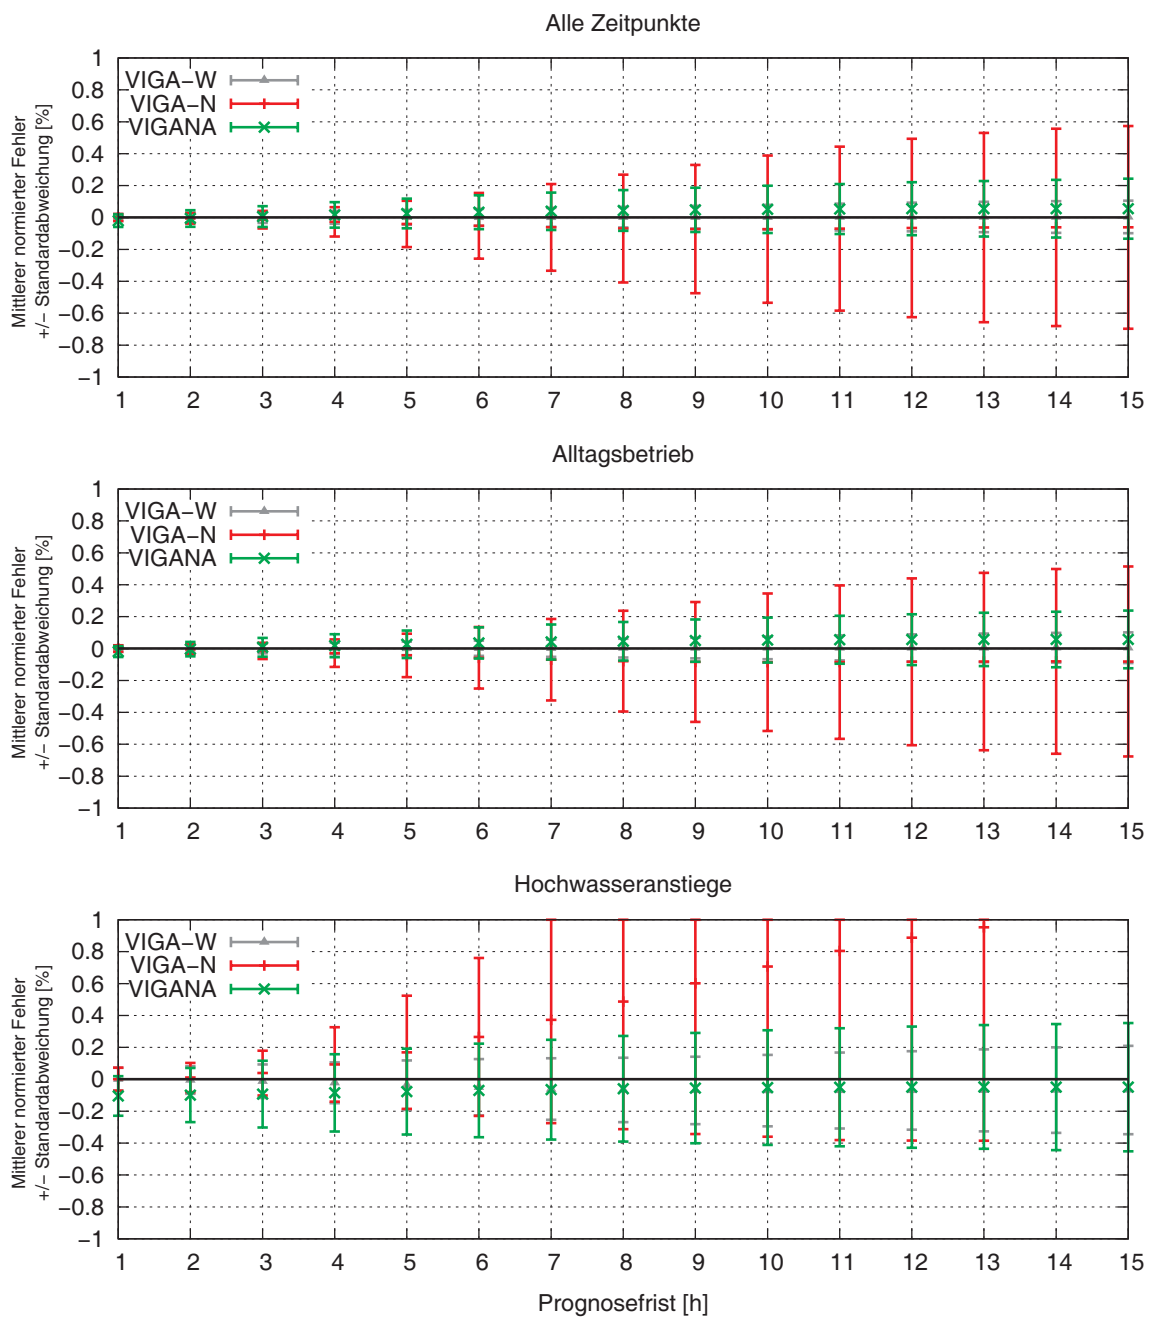 Alle Zeitpunkte
Mittlerer normierter Fehler
+/− Standardabweichung [%]
1
0.8
0.6
0.4
0.2
0
−0.2
−0.4
−0.6
−0.8
−1
VIGA−W
VIGA−N
VIGANA
1 2 3 4 5 6 7 8 9 10 11 12 13 14 15
Alltagsbetrieb
Mittlerer normierter Fehler
+/− Standardabweichung [%]
1
0.8
0.6
0.4
0.2
0
−0.2
−0.4
−0.6
−0.8
−1
VIGA−W
VIGA−N
VIGANA
1 2 3 4 5 6 7 8 9 10 11 12 13 14 15
Hochwasseranstiege
Mittlerer normierter Fehler
+/− Standardabweichung [%]
1
0.8
0.6
0.4
0.2
0
−0.2
−0.4
−0.6
−0.8
−1
VIGA−W
VIGA−N
VIGANA
1 2 3 4 5 6 7 8 9 10 11 12 13 14 15
Prognosefrist [h]